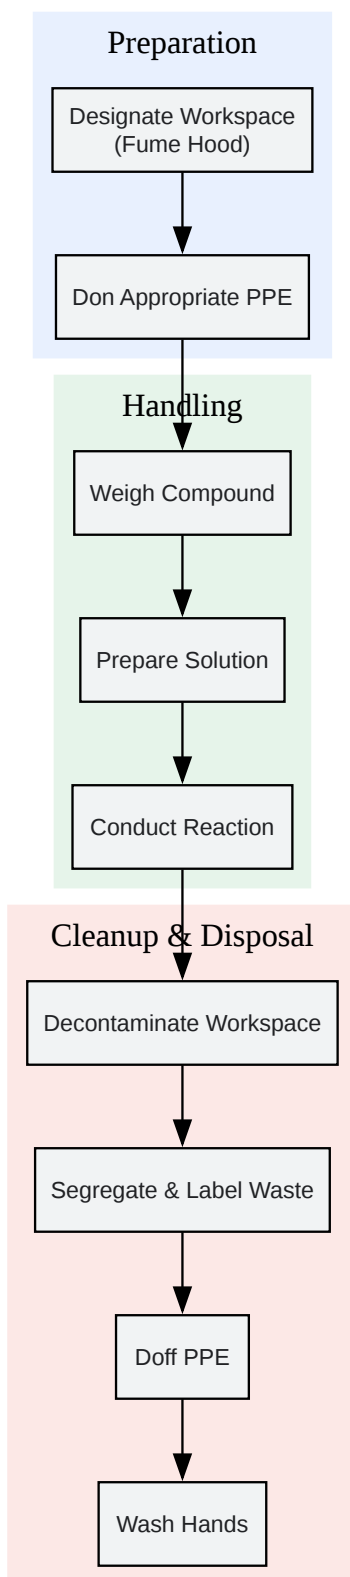 Preparation
Designate Workspace
(Fume Hood)
Don Appropriate PPE
Handling
Weigh Compound
Prepare Solution
Conduct Reaction
Cleanup & Disposal
Decontaminate Workspace
Segregate & Label Waste
Doff PPE
Wash Hands